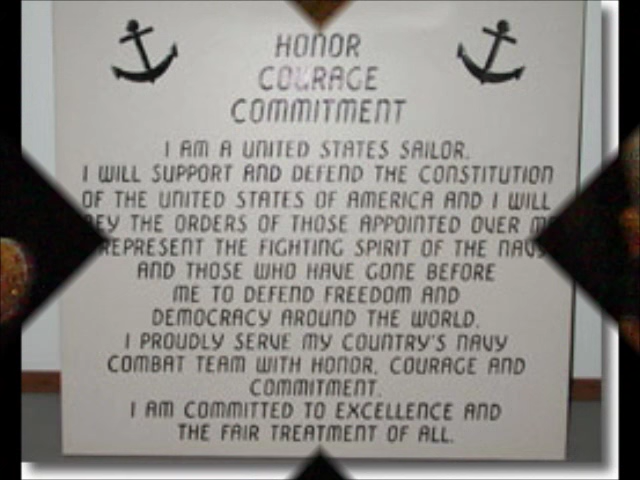 HONOR
COURAGE
COMMITMENT
I AM A UNITED STATES SAILOR.
I WILL SUPPORT AND DEFEND THE CONSTITUTION
OF THE UNITED STATES OF AMERICA AND I WILL
THE ORDERS OF THOSE APPOINTED OVER
REPRESENT THE FIGHTING SPIRIT OF THE NAVY
AND THOSE WHO HAVE GONE BEFORE
ME TO DEFEND FREEDOM AND
DEMOCRACY AROUND THE WORLD.
I PROUDLY SERVE MY COUNTRY'S NAVY
COMBAT TEAM WITH HONOR, COURAGE AND
COMMITMENT.
I AM COMMITTED TO EXCELLENCE AND
THE FAIR TREATMENT OF ALL.